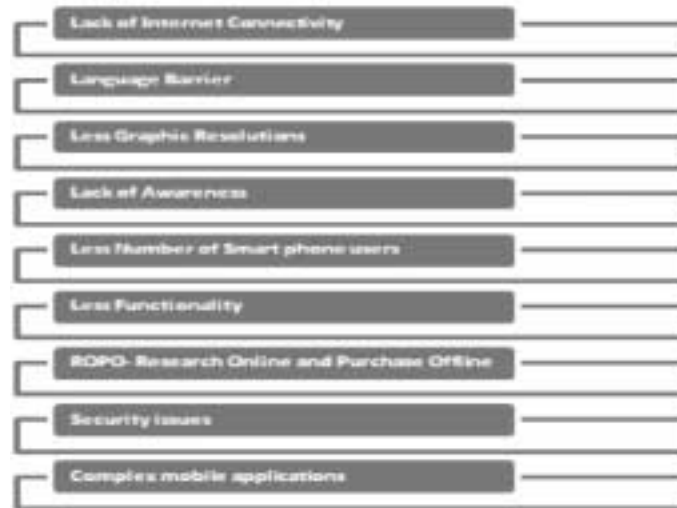 Lack of Internet Connectivity
Language Barrier
Less Graphic Resolutions
Lack of Awareness
Less Number of Smart phone users
Less Functionality
ROPO- Research Online and Purchase Offline
Security issues
Complex mobile applications